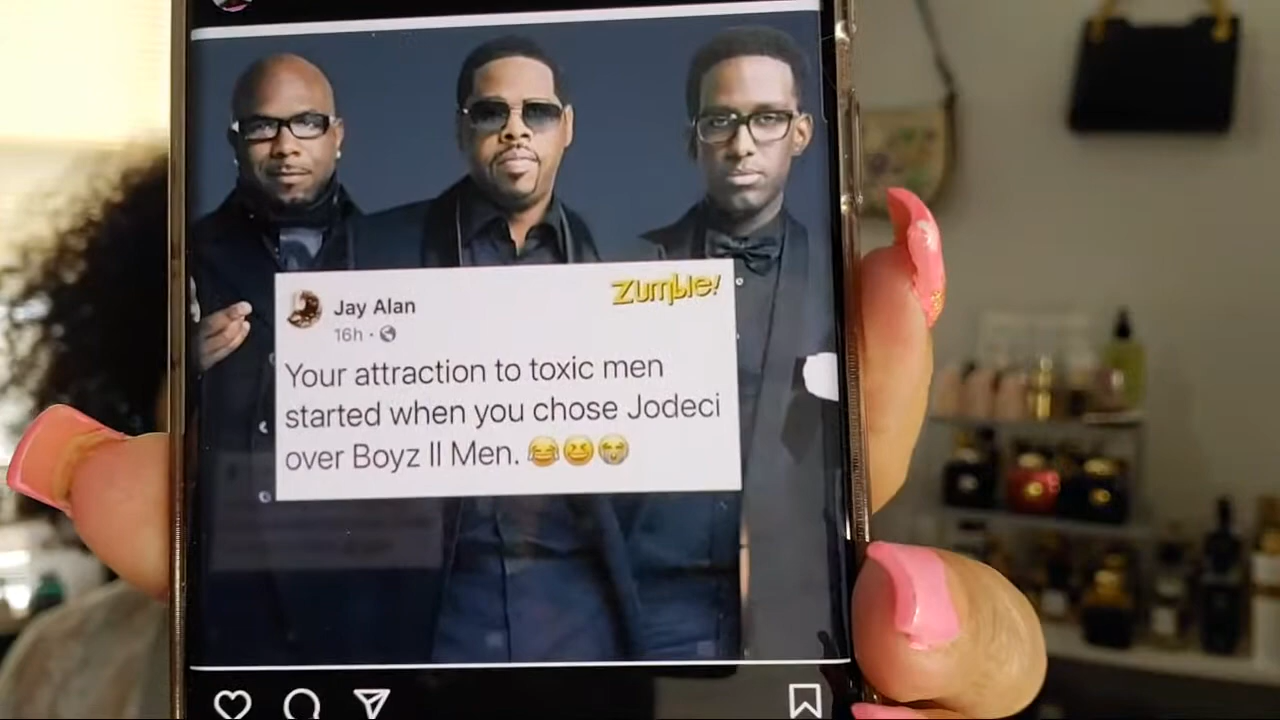 Zumble!
Jay Alan
16h ·
Your attraction to toxic men
started when you chose Jodeci
over Boyz II Men. 😂😆😭